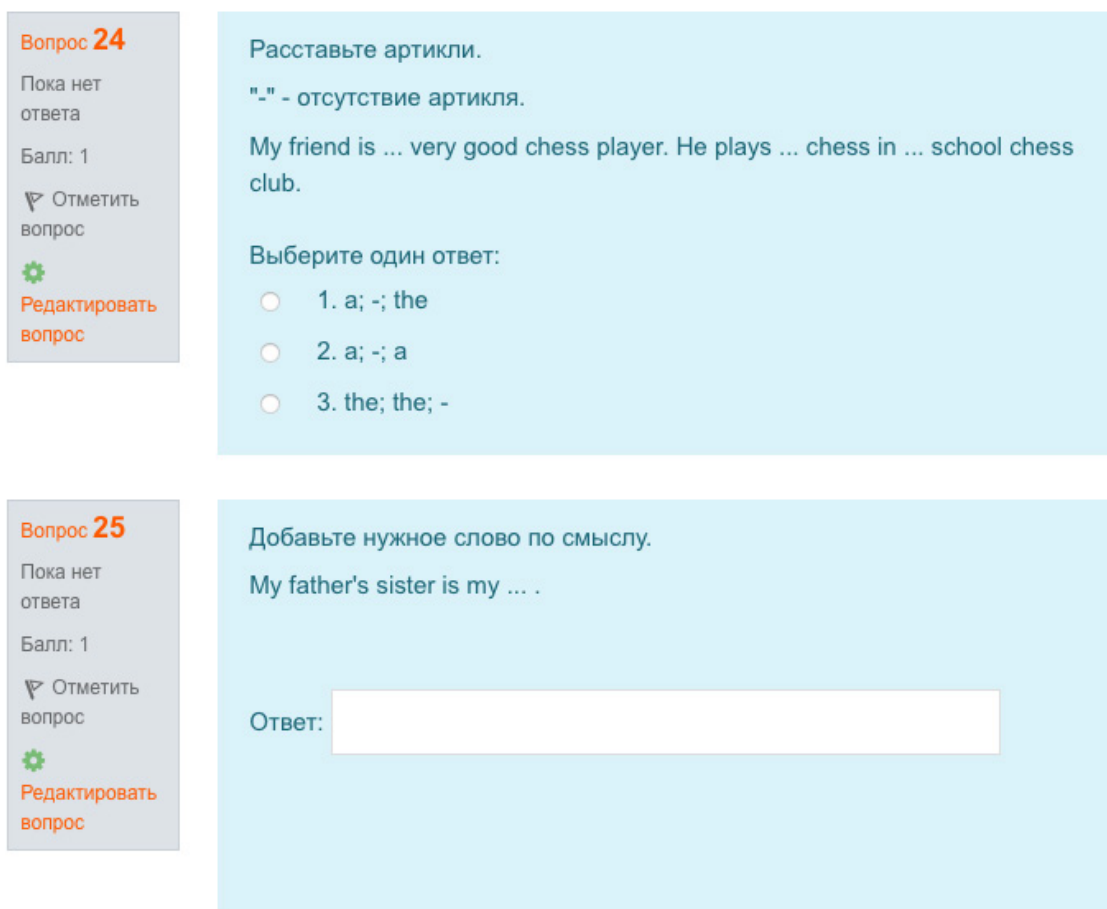 Вопрос 24
Пока нет
ответа
Балл: 1
Отметить
вопрос
Редактировать
вопрос
Расставьте артикли.
"-" - отсутствие артикля.
My friend is ... very good chess player. He plays ... chess in ... school chess
club.
Выберите один ответ:
1. a; -; the
2. a; -; a
3. the; the; -
Вопрос 25
Пока нет
ответа
Балл: 1
Отметить
вопрос
Редактировать
вопрос
Добавьте нужное слово по смыслу.
My father's sister is my ... .
Ответ: